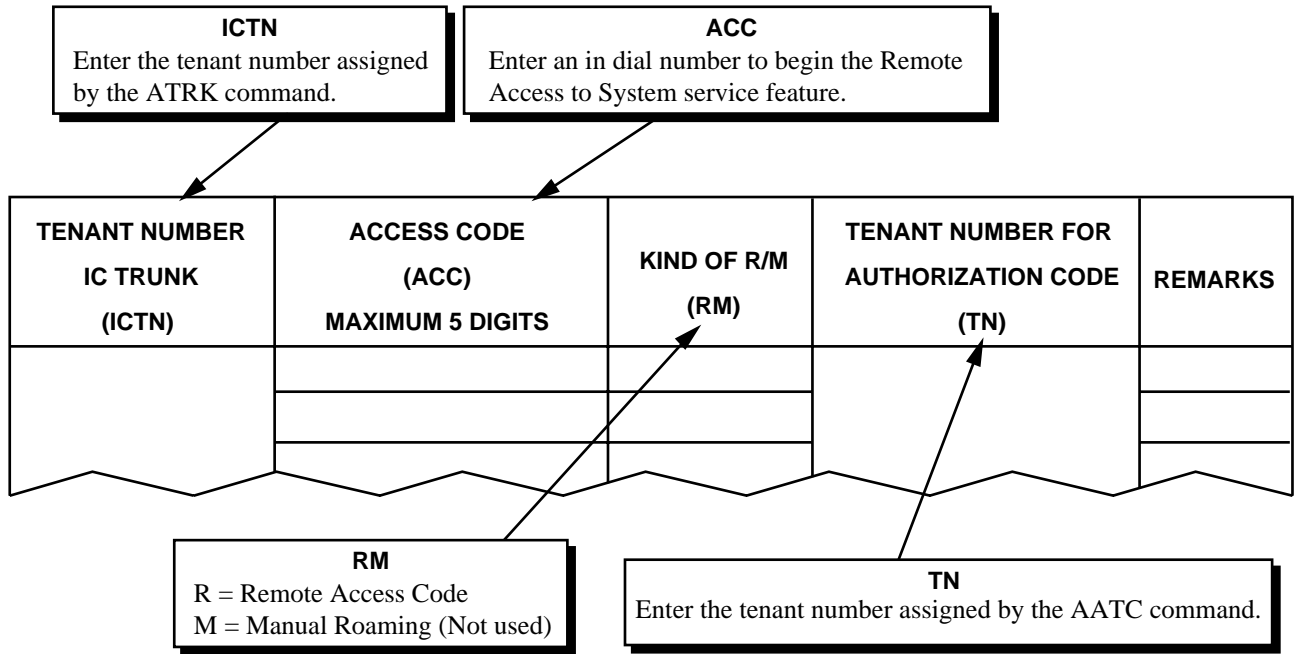 ICTN
Enter the tenant number assigned
by the ATRK command.
ACC
Enter an in dial number to begin the Remote
Access to System service feature.
TENANT NUMBER
IC TRUNK
(ICTN)
ACCESS CODE
(ACC)
MAXIMUM 5 DIGITS
KIND OF R/M
(RM)
TENANT NUMBER FOR
AUTHORIZATION CODE
(TN)
REMARKS
RM
R = Remote Access Code
M = Manual Roaming (Not used)
TN
Enter the tenant number assigned by the AATC command.